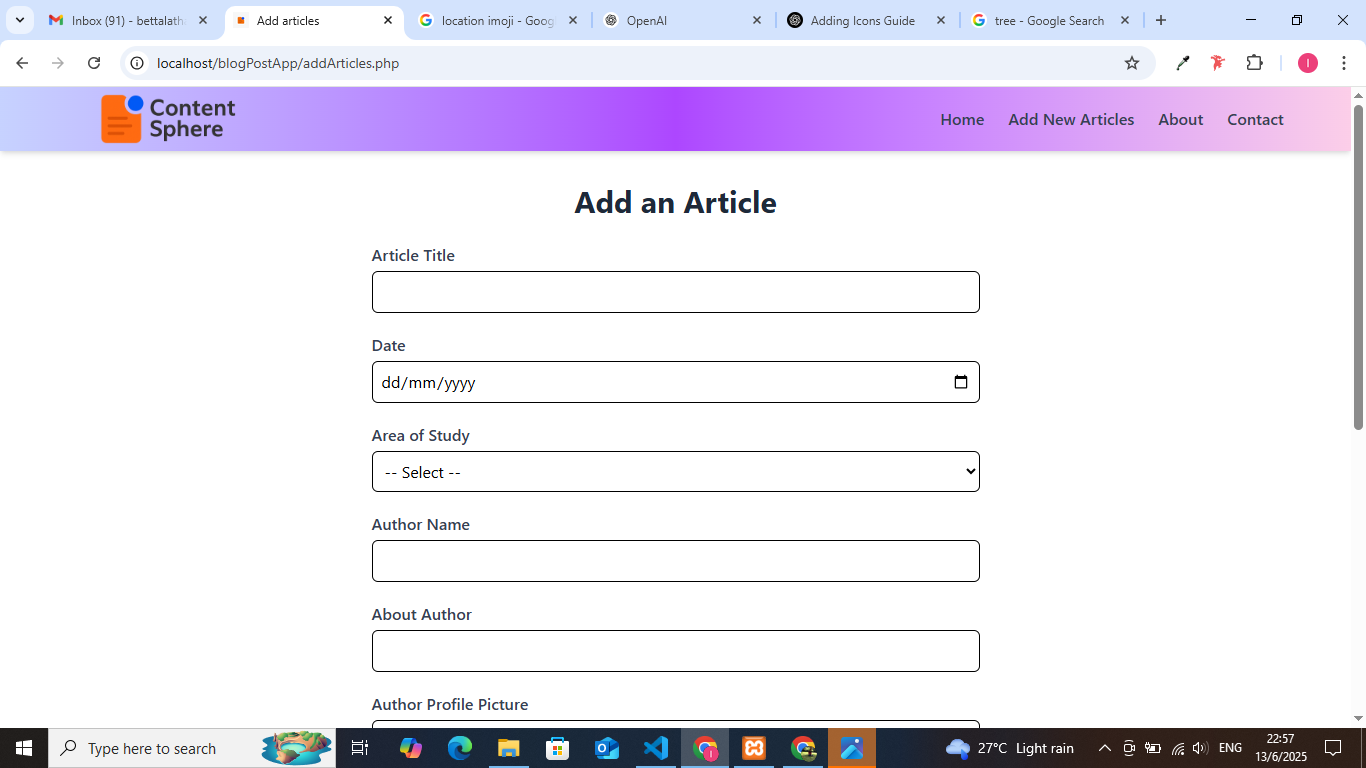 Inbox (91) - bettalath
Add articles
location imoji - Goog
OpenAI
Adding Icons Guide
tree - Google Search
localhost/blogPostApp/addArticles.php
I
Content
Sphere
Home
Add New Articles
About
Contact
Add an Article
Article Title
Date
dd/mm/yyyy
Area of Study
-- Select --
Author Name
About Author
Author Profile Picture
Type here to search
27°C Light rain
ENG
22:57
13/6/2025